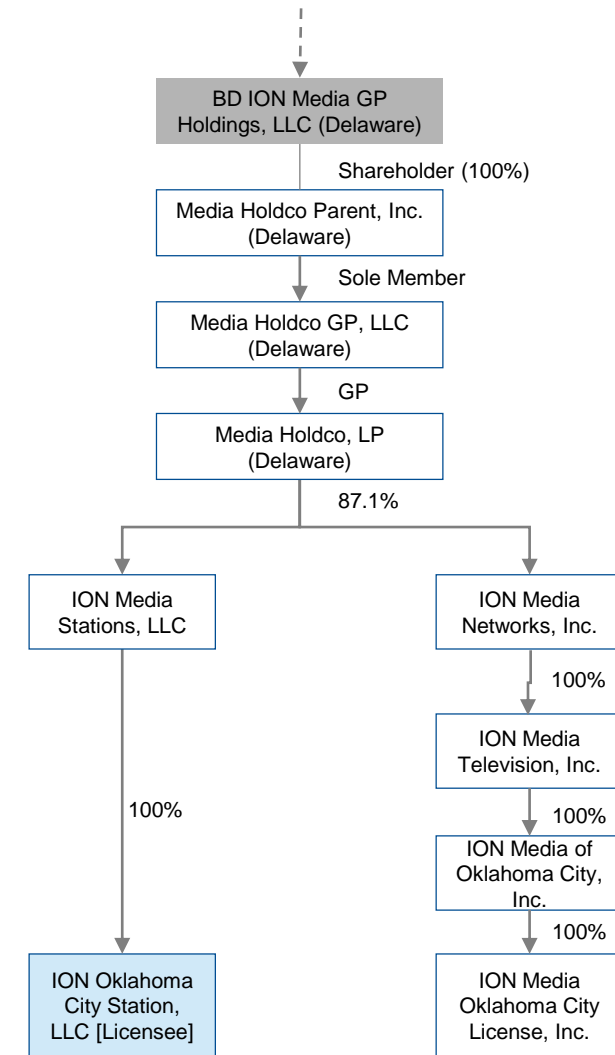 BD ION Media GP
Holdings, LLC (Delaware)
Shareholder (100%)
Media Holdco Parent, Inc.
(Delaware)
Sole Member
Media Holdco GP, LLC
(Delaware)
GP
Media Holdco, LP
(Delaware)
87.1%
ION Media
Stations, LLC
ION Media
Networks, Inc.
100%
ION Media
Television, Inc.
100%
100%
ION Media of
Oklahoma City,
Inc.
100%
ION Oklahoma
City Station,
LLC [Licensee]
ION Media
Oklahoma City
License, Inc.